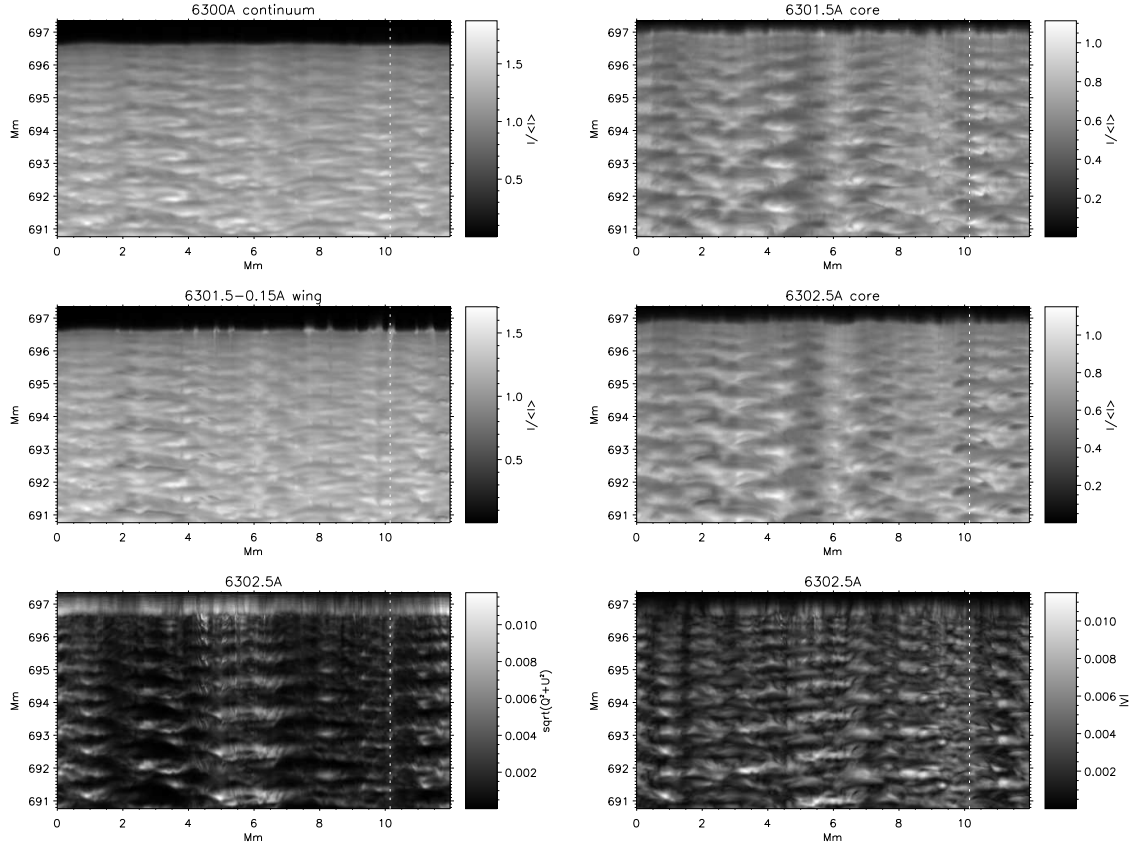 6300A continuum
697
696
695
694
693
692
691
Mm
0 2 4 6 8 10
Mm
1.5
1.0
0.5
I/<I>
6301.5A core
697
696
695
694
693
692
691
Mm
0 2 4 6 8 10
Mm
1.0
0.8
0.6
0.4
0.2
I/<I>
6301.5-0.15A wing
697
696
695
694
693
692
691
Mm
0 2 4 6 8 10
Mm
1.5
1.0
0.5
I/<I>
6302.5A core
697
696
695
694
693
692
691
Mm
0 2 4 6 8 10
Mm
1.0
0.8
0.6
0.4
0.2
I/<I>
6302.5A
697
696
695
694
693
692
691
Mm
0 2 4 6 8 10
Mm
0.010
0.008
0.006
0.004
0.002
sqrt(Q²+U²)
6302.5A
697
696
695
694
693
692
691
Mm
0 2 4 6 8 10
Mm
0.010
0.008
0.006
0.004
0.002
|V|